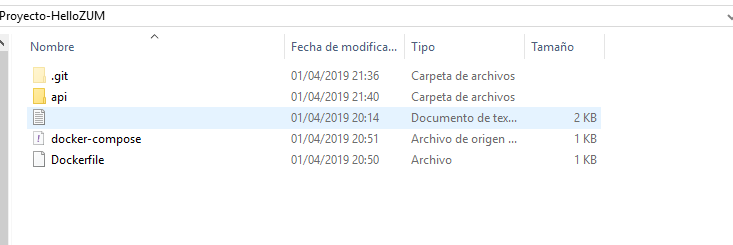 Proyecto-HelloZUM
Nombre Fecha de modifica... Tipo Tamaño
.git 01/04/2019 21:36 Carpeta de archivos
api 01/04/2019 21:40 Carpeta de archivos
01/04/2019 20:14 Documento de tex... 2 KB
docker-compose 01/04/2019 20:51 Archivo de origen ... 1 KB
Dockerfile 01/04/2019 20:50 Archivo 1 KB